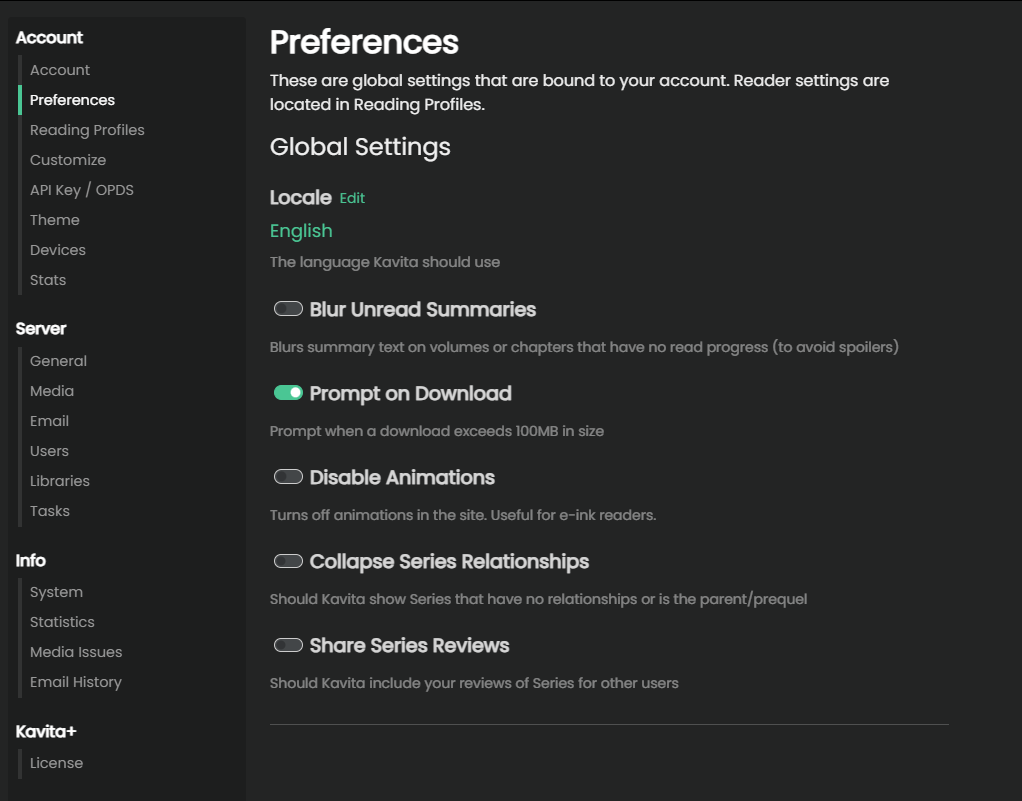 Account
Account
Preferences
Reading Profiles
Customize
API Key / OPDS
Theme
Devices
Stats
Server
General
Media
Email
Users
Libraries
Tasks
Info
System
Statistics
Media Issues
Email History
Kavita+
License
Preferences
These are global settings that are bound to your account. Reader settings are
located in Reading Profiles.
Global Settings
Locale Edit
English
The language Kavita should use
Blur Unread Summaries
Blurs summary text on volumes or chapters that have no read progress (to avoid spoilers)
Prompt on Download
Prompt when a download exceeds 100MB in size
Disable Animations
Turns off animations in the site. Useful for e-ink readers.
Collapse Series Relationships
Should Kavita show Series that have no relationships or is the parent/prequel
Share Series Reviews
Should Kavita include your reviews of Series for other users